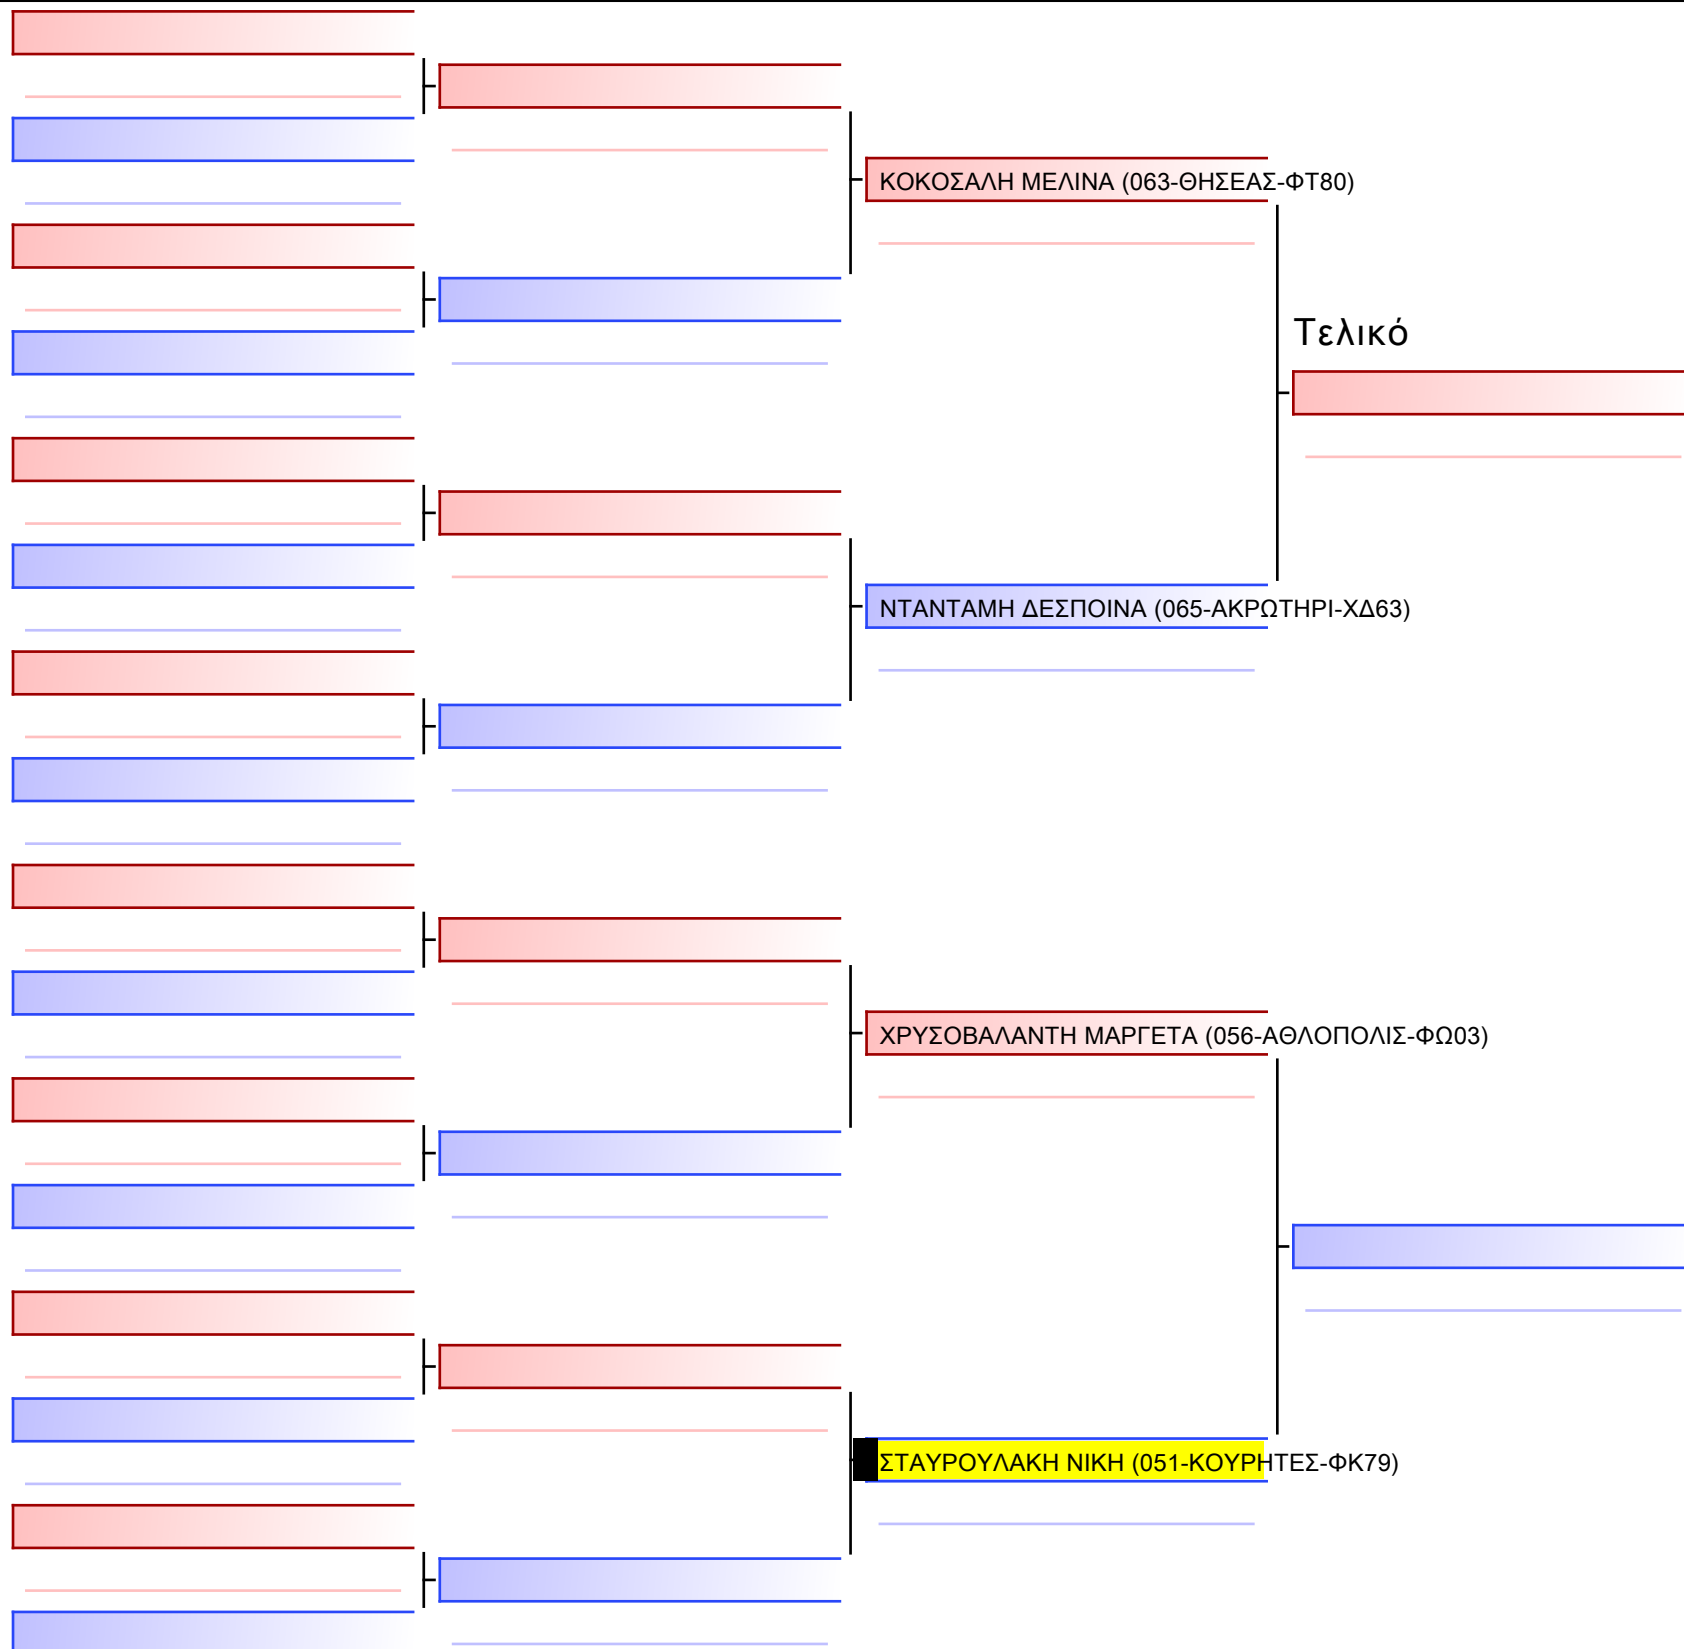 ΚΟΚΟΣΑΛΗ ΜΕΛΙΝΑ (063-ΘΗΣΕΑΣ-ΦΤ80)
Τελικό
ΝΤΑΝΤΑΜΗ ΔΕΣΠΟΙΝΑ (065-ΑΚΡΩΤΗΡΙ-ΧΔ63)
ΧΡΥΣΟΒΑΛΑΝΤΗ ΜΑΡΓΕΤΑ (056-ΑΘΛΟΠΟΛΙΣ-ΦΩ03)
ΣΤΑΥΡΟΥΛΑΚΗ ΝΙΚΗ (051-ΚΟΥΡΗΤΕΣ-ΦΚ79)